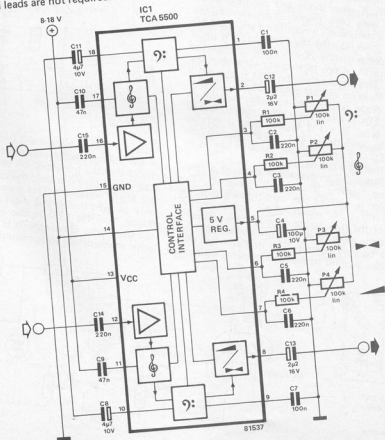 leads are not required
IC1
TCA 5500
8-18 V
C11
4µ7
10V
18
1
C1
100n
C10
47n
17
C12
2µ2
16V
2
C15
220n
16
R1
100k
3
C2
220n
P1
100k
lin
R2
100k
4
C3
220n
P2
100k
lin
15
GND
CONTROL
INTERFACE
5 V
REG.
5
C4
100µ
10V
14
R3
100k
6
C5
220n
P3
100k
lin
13
VCC
R4
100k
7
C6
220n
P4
100k
lin
C14
220n
12
C9
47n
11
8
C13
2µ2
16V
C8
4µ7
10V
10
9
C7
100n
81537